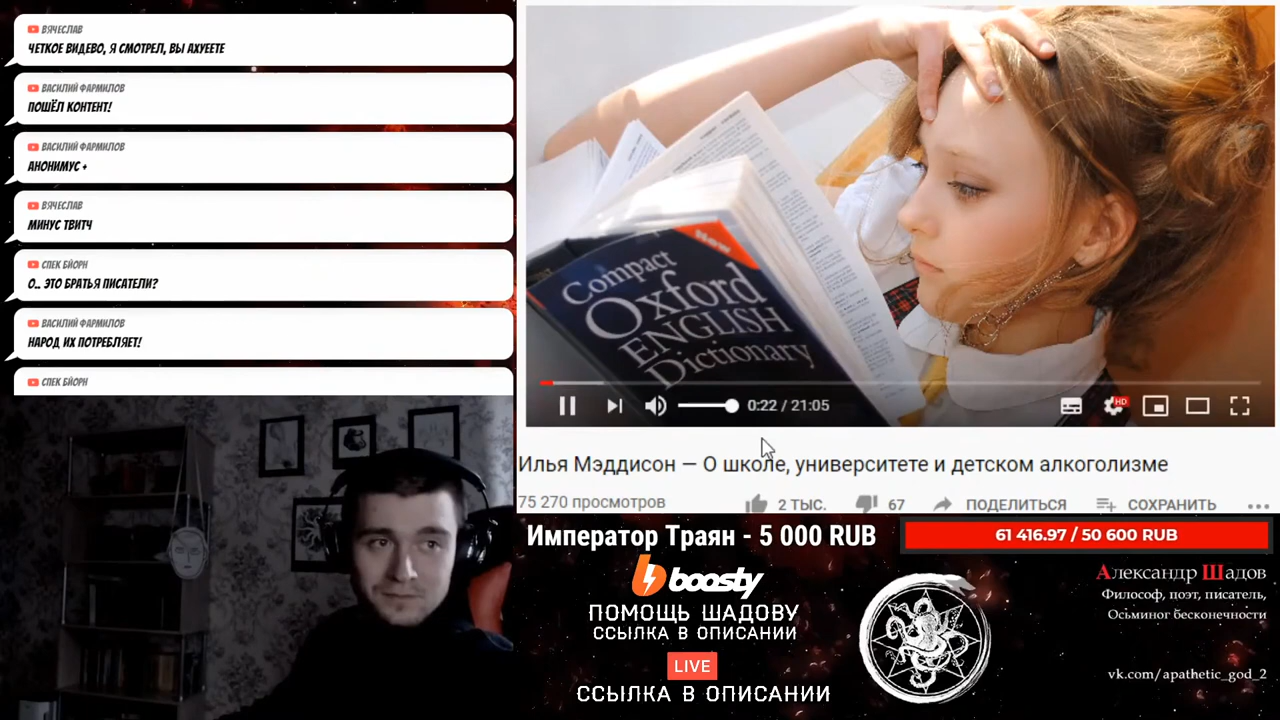 ВЯЧЕСЛАВ
ЧЕТКОЕ ВИДЕВО, Я СМОТРЕЛ, ВЫ АХУЕЕТЕ
ВАСИЛИЙ ФАРМИЛОВ
ПОШЁЛ КОНТЕНТ!
ВАСИЛИЙ ФАРМИЛОВ
АНОНИМУС +
ВЯЧЕСЛАВ
МИНУС ТВИТЧ
СПЕК БЙОРН
О.. ЭТО БРАТЬЯ ПИСАТЕЛИ?
ВАСИЛИЙ ФАРМИЛОВ
НАРОД ИХ ПОТРЕБЛЯЕТ!
СПЕК БЙОРН
New
Compact
Oxford
ENGLISH
Dictionary
0:22 / 21:05
HD
Илья Мэддисон — О школе, университете и детском алкоголизме
75 270 просмотров
2 ТЫС.
67
ПОДЕЛИТЬСЯ
СОХРАНИТЬ
Император Траян - 5 000 RUB
61 416.97 / 50 600 RUB
boosty
ПОМОЩЬ ШАДОВУ
ССЫЛКА В ОПИСАНИИ
LIVE
ССЫЛКА В ОПИСАНИИ
Александр Шадов
Философ, поэт, писатель,
Осьминог бесконечности
vk.com/apathetic_god_2